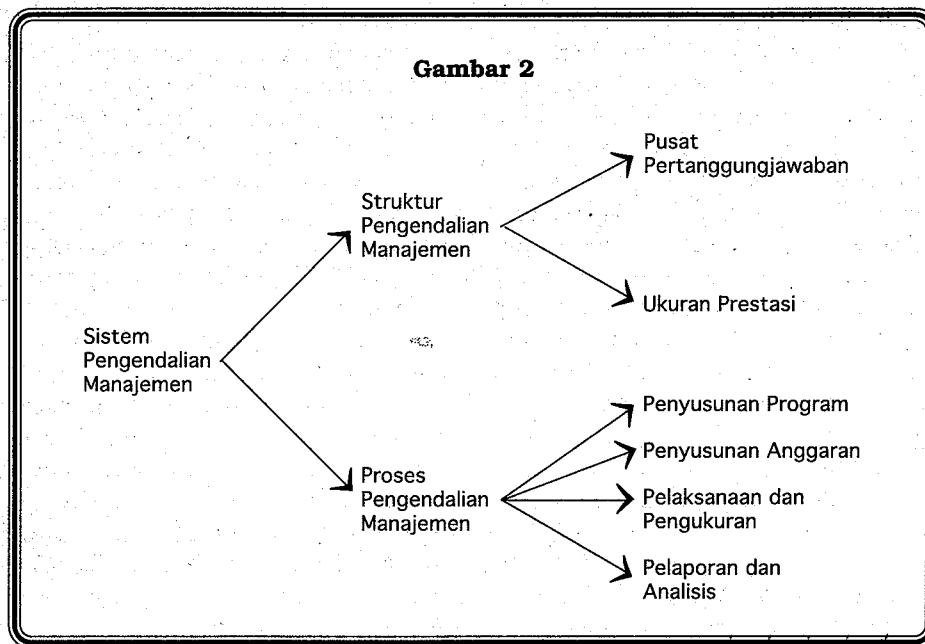 Gambar 2
Pusat
Pertanggungjawaban
Struktur
Pengendalian
Manajemen
Ukuran Prestasi
Sistem
Pengendalian
Manajemen
Penyusunan Program
Penyusunan Anggaran
Proses
Pengendalian
Manajemen
Pelaksanaan dan
Pengukuran
Pelaporan dan
Analisis